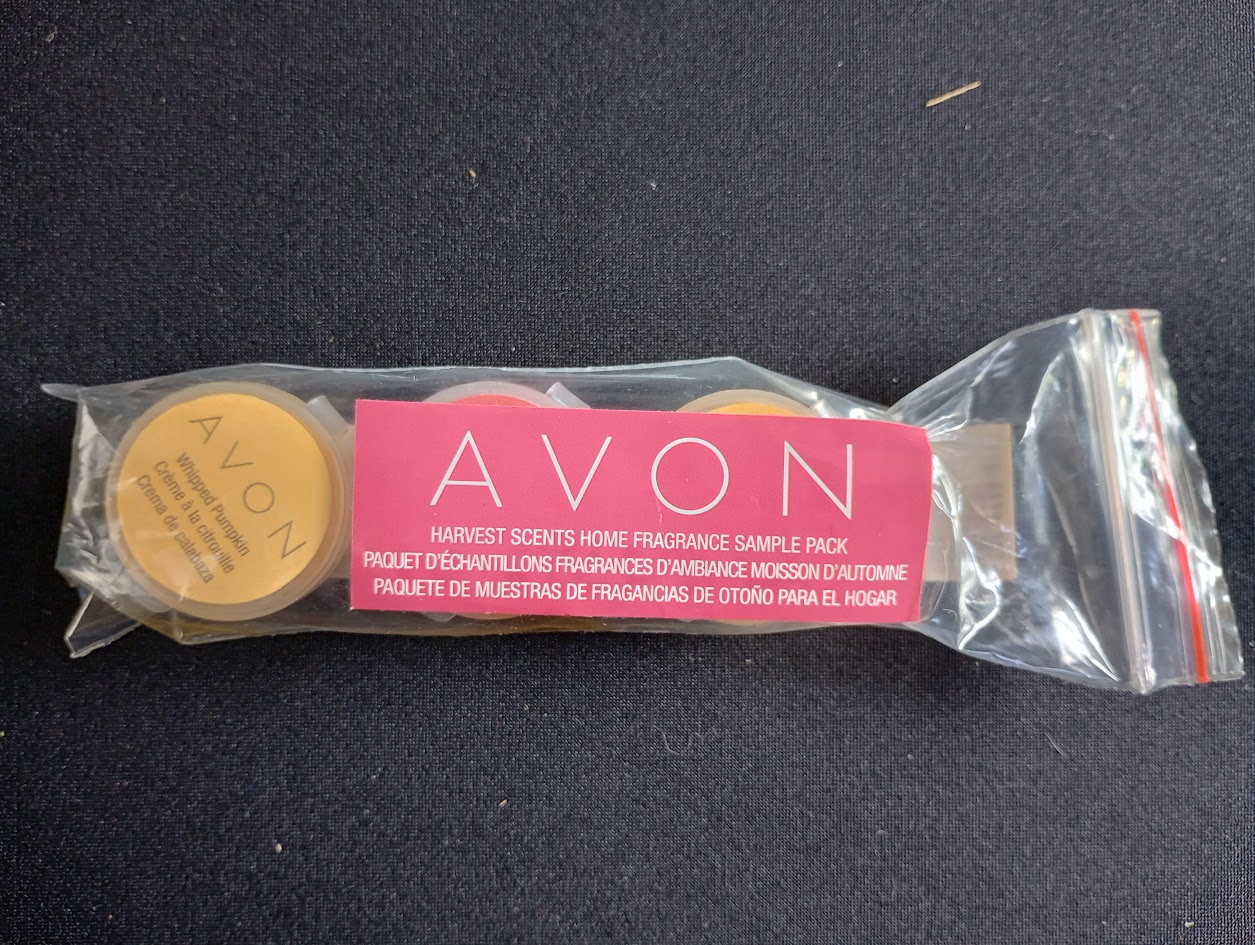 AVON
Whipped Pumpkin
Crème à la citrouille
Crema de calabaza
AVON
HARVEST SCENTS HOME FRAGRANCE SAMPLE PACK
PAQUET D'ÉCHANTILLONS FRAGRANCES D'AMBIANCE MOISSON D'AUTOMNE
PAQUETE DE MUESTRAS DE FRAGANCIAS DE OTOÑO PARA EL HOGAR